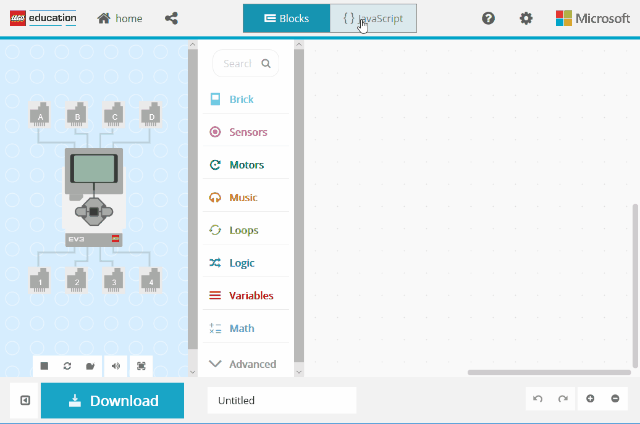 LEGO education
home
Blocks
{ } JavaScript
?
Microsoft
A B C D
EV3
1 2 3 4
Search
Brick
Sensors
Motors
Music
Loops
Logic
Variables
Math
Advanced
Download
Untitled